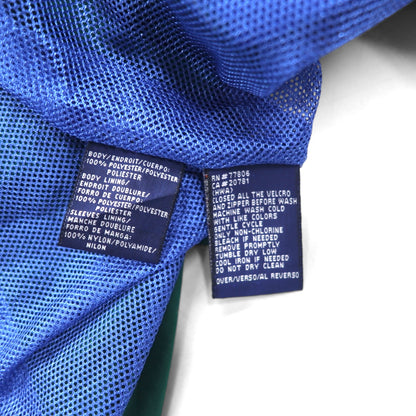 BODY/ENDROIT/CUERPO:
100% POLYESTER/POLYESTER/
POLIESTER
BODY LINING/
ENDROIT DOUBLURE/
FORRO DE CUERPO:
100% POLYESTER/POLYESTER/
POLIESTER
SLEEVES LINING/
MANCHE DOUBLURE/
FORRO DE MANGA:
100% NYLON/POLYAMIDE/
NILON
RN#77806
CA#20781
(HWA)
CLOSED ALL THE VELCRO
AND ZIPPER BEFORE WASH
MACHINE WASH COLD
WITH LIKE COLORS
GENTLE CYCLE
ONLY NON-CHLORINE
BLEACH IF NEEDED
REMOVE PROMPTLY
TUMBLE DRY LOW
COOL IRON IF NEEDED
DO NOT DRY CLEAN
OVER/VERSO/AL REVERSO